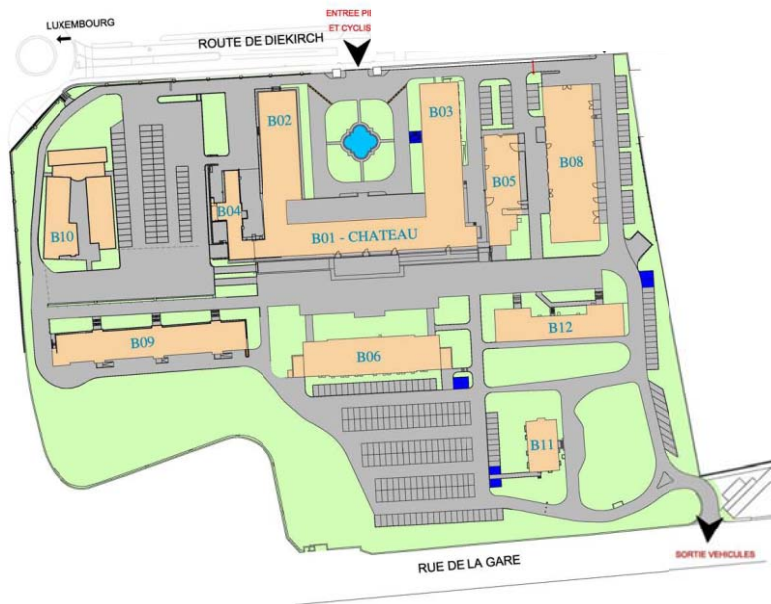 ENTREE PII
ET CYCLIS
LUXEMBOURG
ROUTE DE DIEKIRCH
B02
B03
B08
B05
B04
B10
B01 - CHATEAU
B12
B09
B06
B11
SORTIE VEHICULES
RUE DE LA GARE